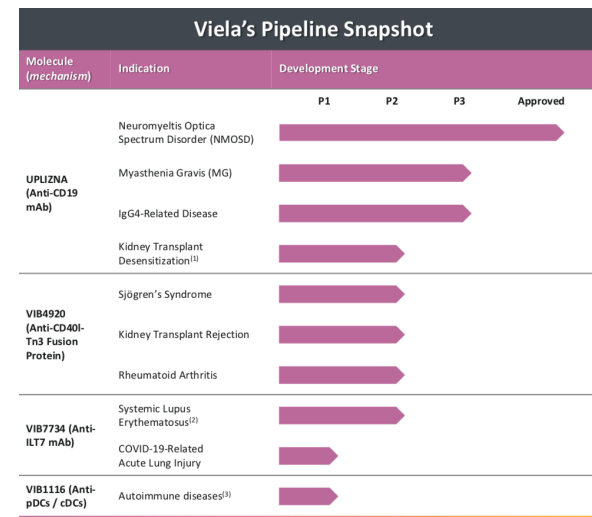 Viela's Pipeline Snapshot
Molecule
(mechanism)
Indication
Development Stage
P1
P2
P3
Approved
UPLIZNA
(Anti-CD19
mAb)
Neuromyeltis Optica
Spectrum Disorder (NMOSD)
Myasthenia Gravis (MG)
IgG4-Related Disease
Kidney Transplant
Desensitization(1)
VIB4920
(Anti-CD40l-
Tn3 Fusion
Protein)
Sjögren's Syndrome
Kidney Transplant Rejection
Rheumatoid Arthritis
VIB7734 (Anti-
ILT7 mAb)
Systemic Lupus
Erythematosus(2)
COVID-19-Related
Acute Lung Injury
VIB1116 (Anti-
pDCs / cDCs)
Autoimmune diseases(3)